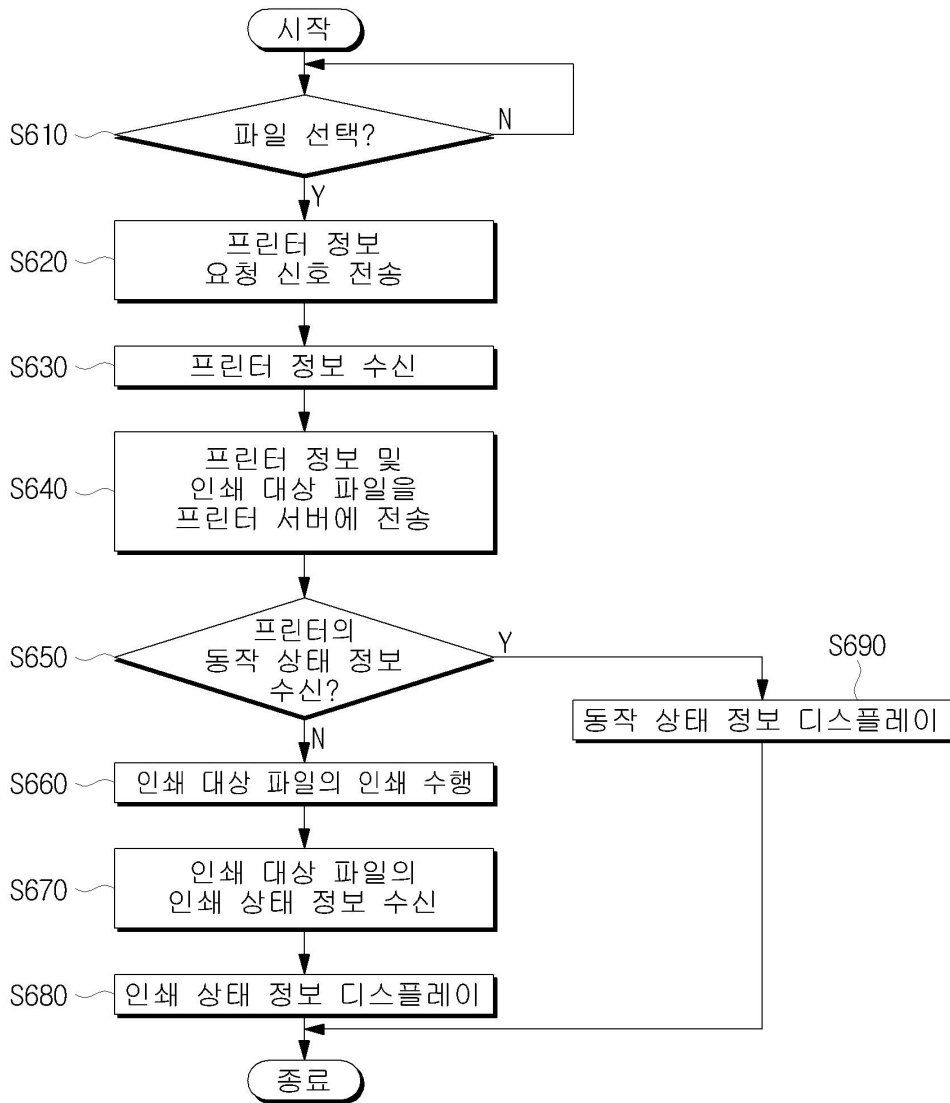 시작
S610
파일 선택?
N
Y
S620
프린터 정보
요청 신호 전송
S630
프린터 정보 수신
S640
프린터 정보 및
인쇄 대상 파일을
프린터 서버에 전송
S650
프린터의
동작 상태 정보
수신?
Y
N
S690
동작 상태 정보 디스플레이
S660
인쇄 대상 파일의 인쇄 수행
S670
인쇄 대상 파일의
인쇄 상태 정보 수신
S680
인쇄 상태 정보 디스플레이
종료